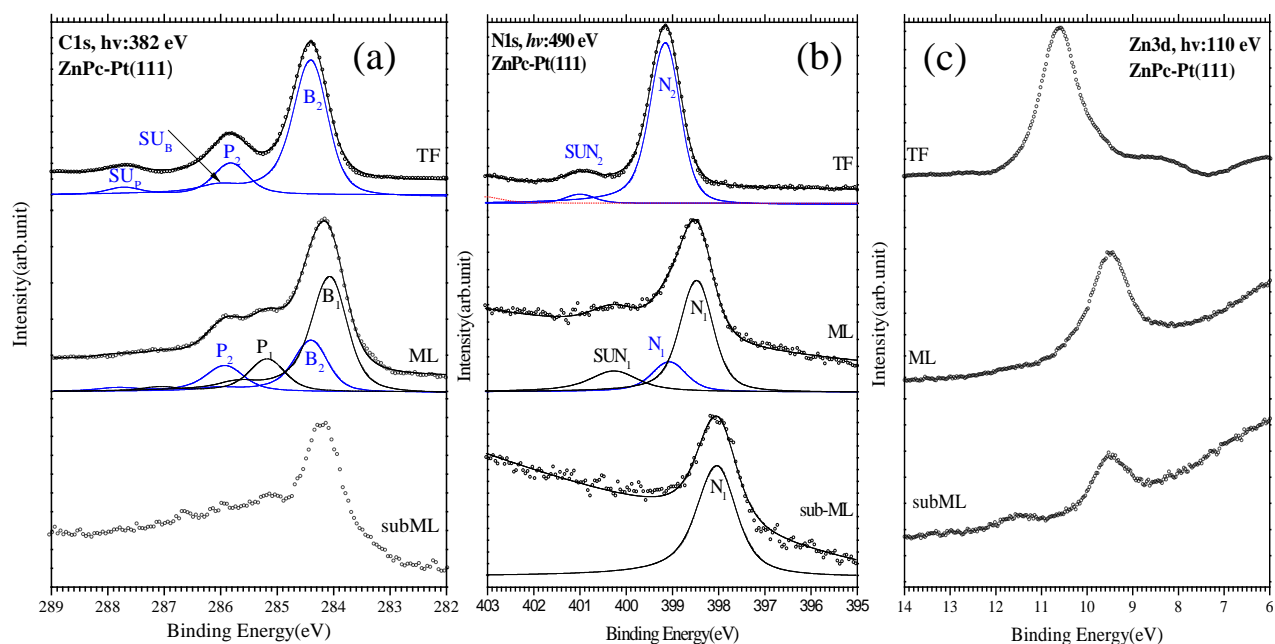 C1s, hv:382 eV
ZnPc-Pt(111)
(a)
SU_B
B_2
P_2
SU_P
TF
B_1
P_2
P_1
B_2
ML
subML
Intensity(arb.unit)
289 288 287 286 285 284 283 282
Binding Energy(eV)
N1s, hv:490 eV
ZnPc-Pt(111)
(b)
N_2
SUN_2
TF
N_1
N_1
SUN_1
ML
N_1
sub-ML
Intensity(arb.unit)
403 402 401 400 399 398 397 396 395
Binding Energy(eV)
(c)
Zn3d, hv:110 eV
ZnPc-Pt(111)
TF
ML
subML
Intensity(arb.unit)
14 13 12 11 10 9 8 7 6
Binding Energy(eV)